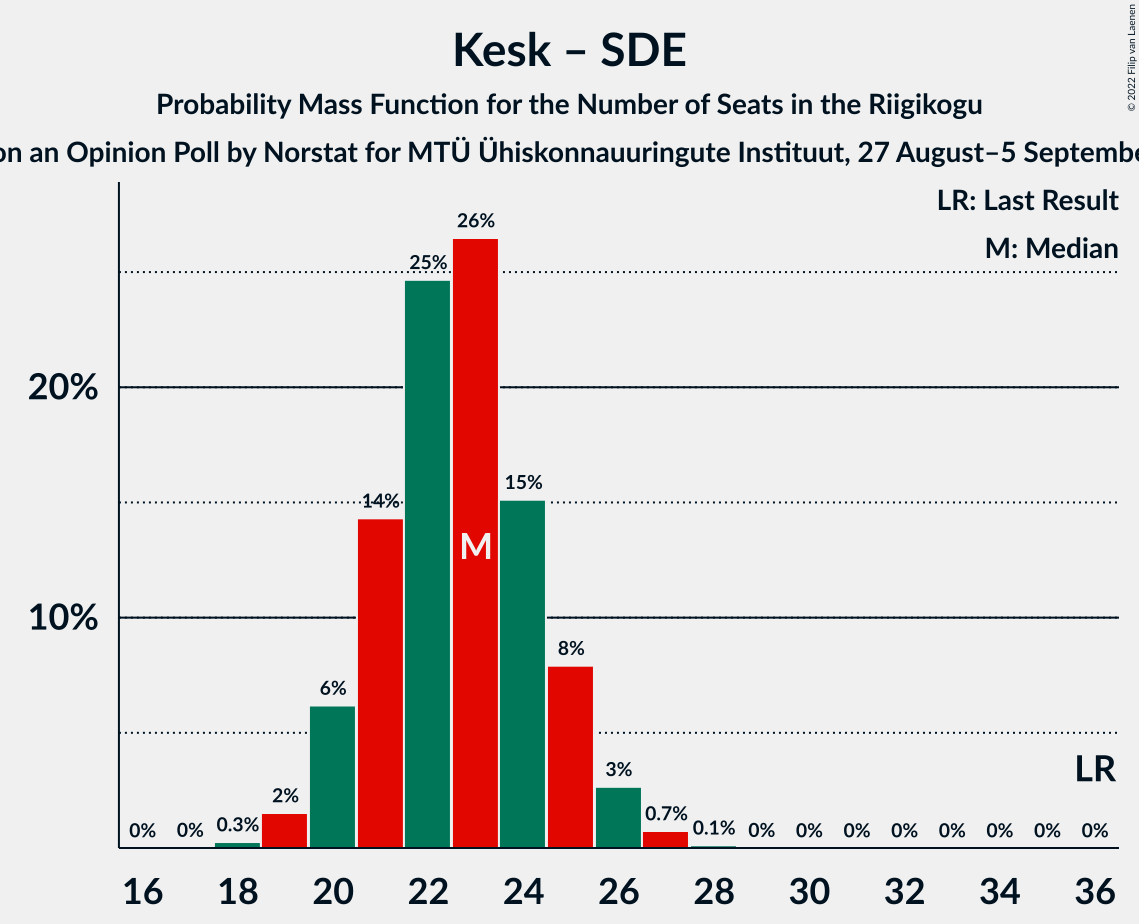 Kesk – SDE
Probability Mass Function for the Number of Seats in the Riigikogu
on an Opinion Poll by Norstat for MTÜ Ühiskonnauuringute Instituut, 27 August–5 Septembe
© 2022 Filip van Laenen
LR: Last Result
M: Median
26%
25%
20%
15%
14%
M
10%
8%
6%
LR
3%
2%
0.7%
0% 0% 0.3% 0.1% 0% 0% 0% 0% 0% 0% 0% 0%
16 18 20 22 24 26 28 30 32 34 36